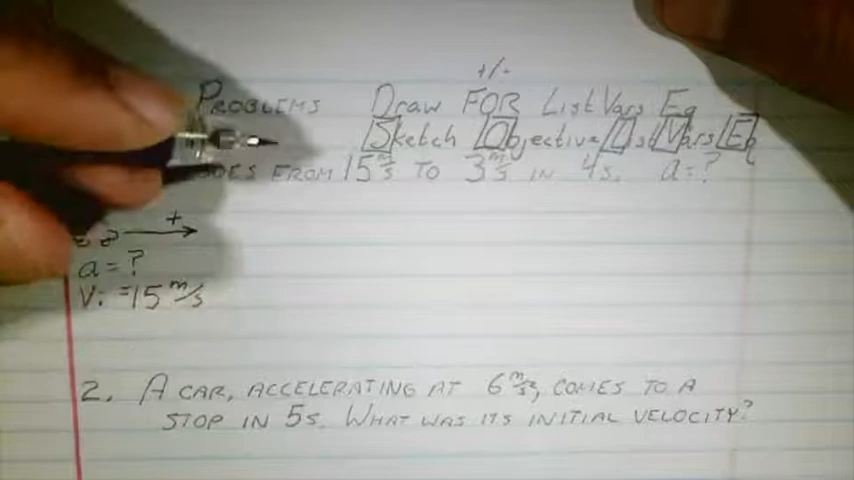 +/-
PROBLEMS Draw FOR List Vars Eq
Sketch Objective List Vars Eq
GOES FROM 15 m/s TO 3 m/s IN 4s. a=?
+
a=?
Vi=15 m/s
2. A CAR, ACCELERATING AT 6 m/s², COMES TO A
STOP IN 5s. WHAT WAS ITS INITIAL VELOCITY?